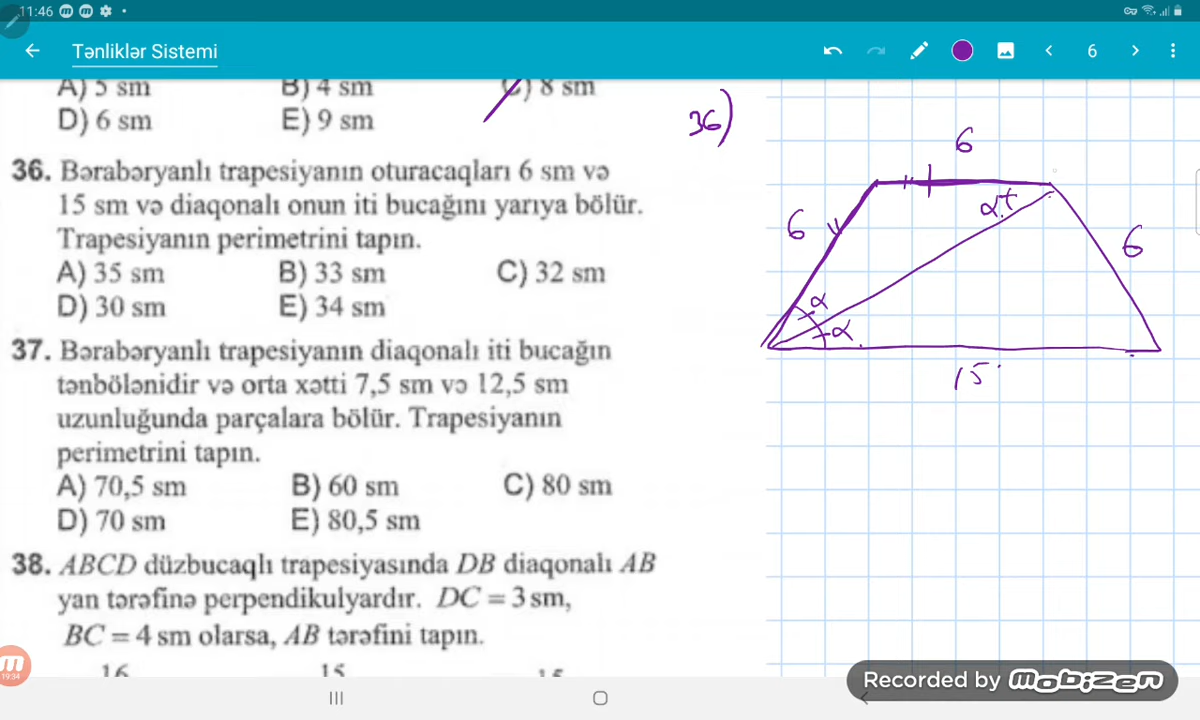 11:46
Tənliklər Sistemi
6
A) 5 sm B) 4 sm C) 8 sm
D) 6 sm E) 9 sm
36. Bərabəryanlı trapesiyanın oturacaqları 6 sm və
15 sm və diaqonalı onun iti bucağını yarıya bölür.
Trapesiyanın perimetrini tapın.
A) 35 sm B) 33 sm C) 32 sm
D) 30 sm E) 34 sm
37. Bərabəryanlı trapesiyanın diaqonalı iti bucağın
tənbölənidir və orta xətti 7,5 sm və 12,5 sm
uzunluğunda parçalara bölür. Trapesiyanın
perimetrini tapın.
A) 70,5 sm B) 60 sm C) 80 sm
D) 70 sm E) 80,5 sm
38. ABCD düzbucaqlı trapesiyasında DB diaqonalı AB
yan tərəfinə perpendikulyardır. DC = 3 sm,
BC = 4 sm olarsa, AB tərəfini tapın.
16 15
36)
6
α
6 6
α
α
15
19:34
Recorded by mobizen